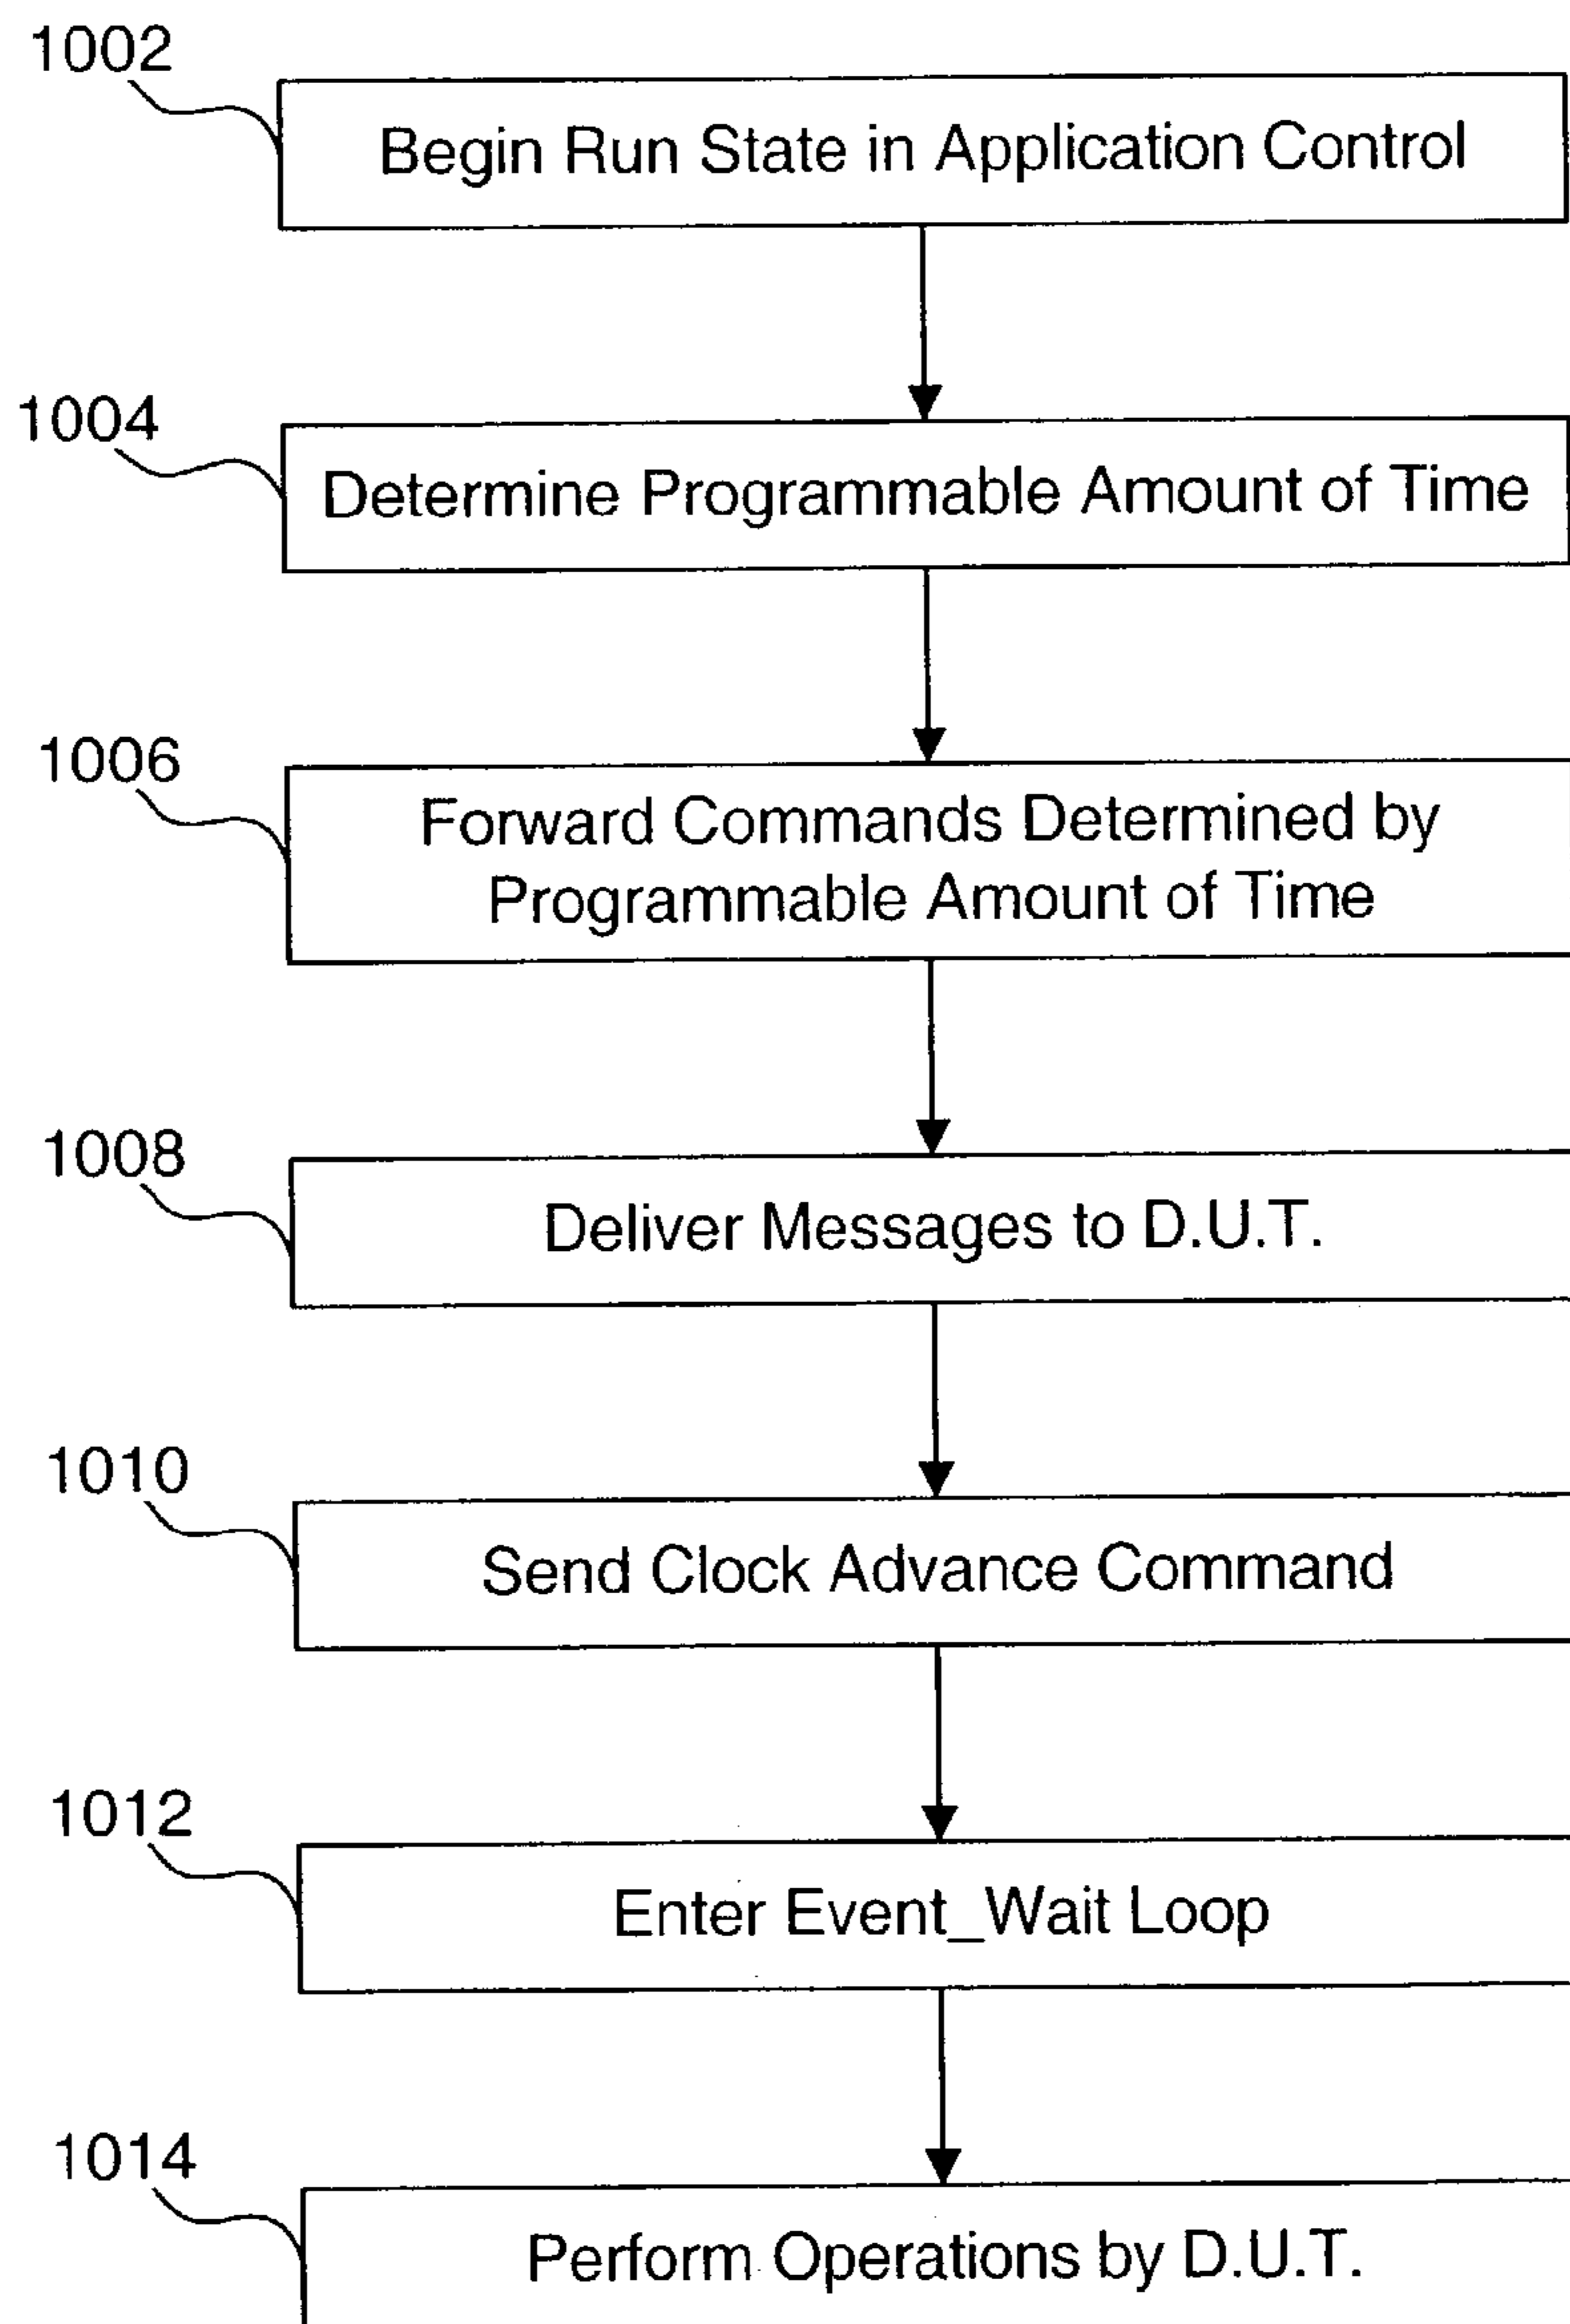 1002
Begin Run State in Application Control
1004
Determine Programmable Amount of Time
1006
Forward Commands Determined by
Programmable Amount of Time
1008
Deliver Messages to D.U.T.
1010
Send Clock Advance Command
1012
Enter Event_Wait Loop
1014
Perform Operations by D.U.T.